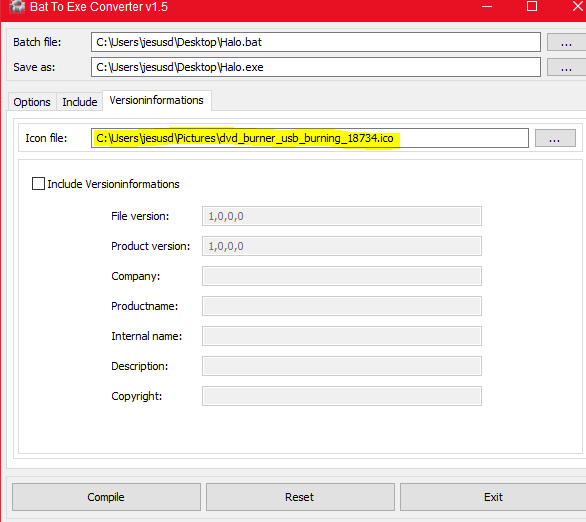 Bat To Exe Converter v1.5
Batch file: C:\Users\jesusd\Desktop\Halo.bat ...
Save as: C:\Users\jesusd\Desktop\Halo.exe ...
Options Include Versioninformations
Icon file: C:\Users\jesusd\Pictures\dvd_burner_usb_burning_18734.ico ...
Include Versioninformations
File version: 1,0,0,0
Product version: 1,0,0,0
Company:
Productname:
Internal name:
Description:
Copyright:
Compile Reset Exit